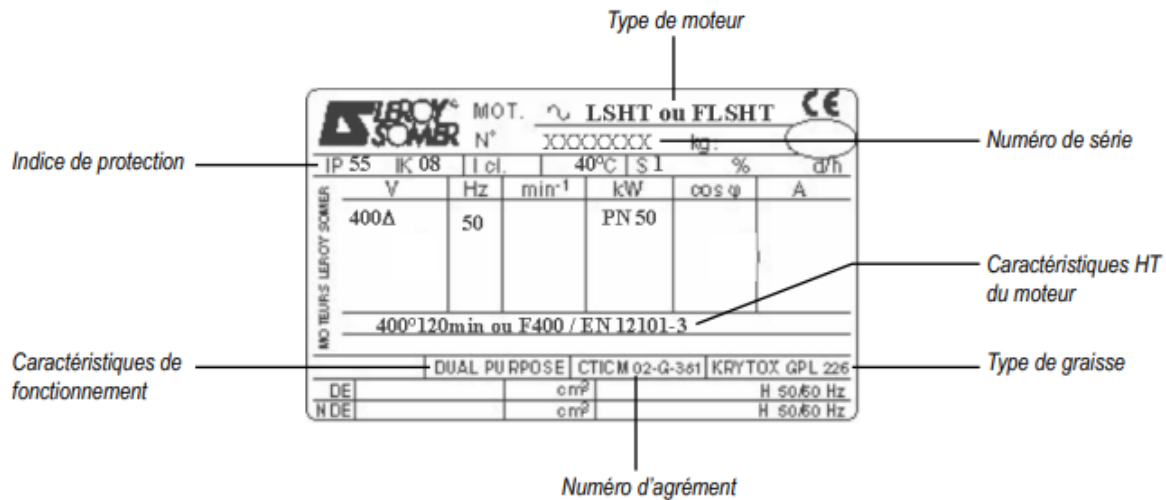 Type de moteur
LEROY® SOMER MOT. ~ LSHT ou FLSHT CE
N° XXXXXXXX kg: Numéro de série
Indice de protection IP 55 IK 08 I cl. 40°C S 1 % d/h
V Hz min-1 kW cos φ A
MOTEURS LEROY SOMER
400Δ 50 PN 50
Caractéristiques HT
du moteur
400°120min ou F400 / EN 12101-3
Caractéristiques de
fonctionnement
DUAL PURPOSE CTICM 02-G-381 KRYTOX GPL 226 Type de graisse
DE cm³ H 50/60 Hz
NDE cm³ H 50/60 Hz
Numéro d'agrément